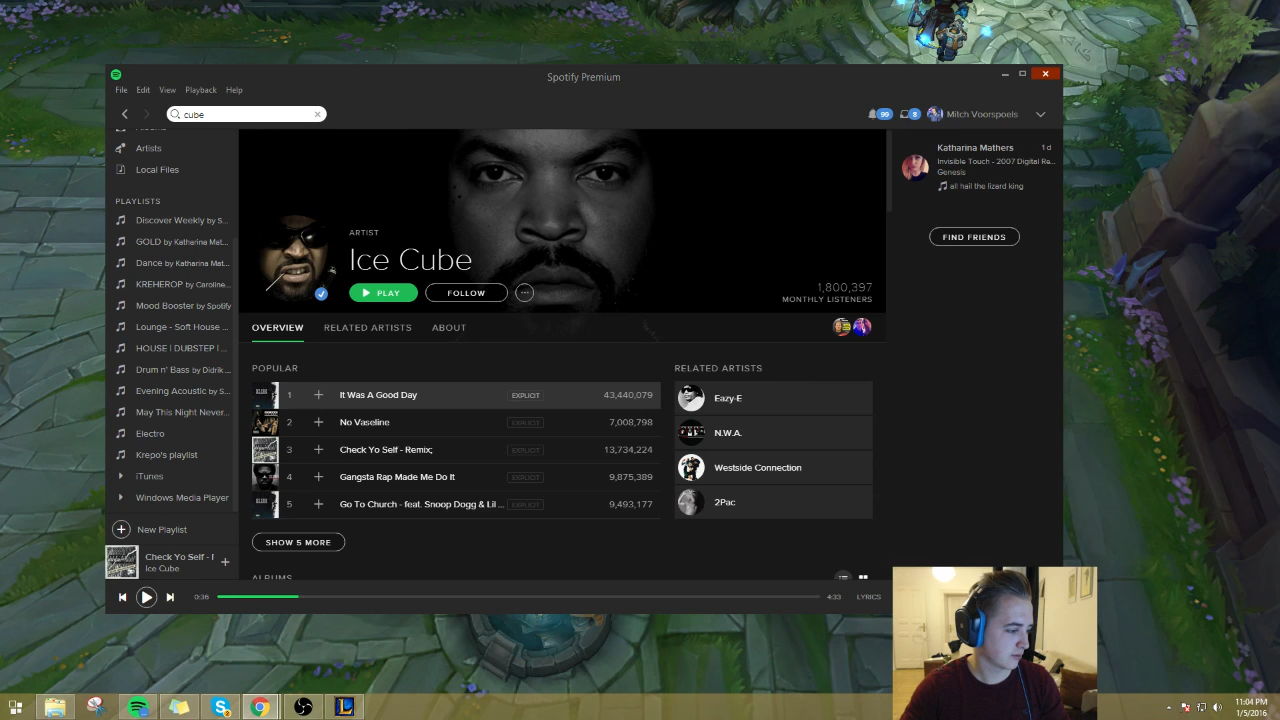 Spotify Premium
File Edit View Playback Help
cube
99
8
Mitch Voorspoels
Artists
Local Files
PLAYLISTS
Discover Weekly by S...
GOLD by Katharina Mat...
Dance by Katharina Mat...
KREHEROP by Caroline...
Mood Booster by Spotify
Lounge - Soft House ...
HOUSE | DUBSTEP | ...
Drum n' Bass by Didrik ...
Evening Acoustic by S...
May This Night Never...
Electro
Krepo's playlist
iTunes
Windows Media Player
New Playlist
Check Yo Self - R
Ice Cube
ARTIST
Ice Cube
PLAY
FOLLOW
1,800,397
MONTHLY LISTENERS
OVERVIEW RELATED ARTISTS ABOUT
POPULAR
1 It Was A Good Day EXPLICIT 43,440,079
2 No Vaseline EXPLICIT 7,008,798
3 Check Yo Self - Remix; EXPLICIT 13,734,224
4 Gangsta Rap Made Me Do It EXPLICIT 9,875,389
5 Go To Church - feat. Snoop Dogg & Lil ... EXPLICIT 9,493,177
SHOW 5 MORE
ALBUMS
RELATED ARTISTS
Eazy-E
N.W.A.
Westside Connection
2Pac
Katharina Mathers 1 d
Invisible Touch - 2007 Digital Re...
Genesis
all hail the lizard king
FIND FRIENDS
0:36
4:33
LYRICS
11:04 PM
1/5/2016